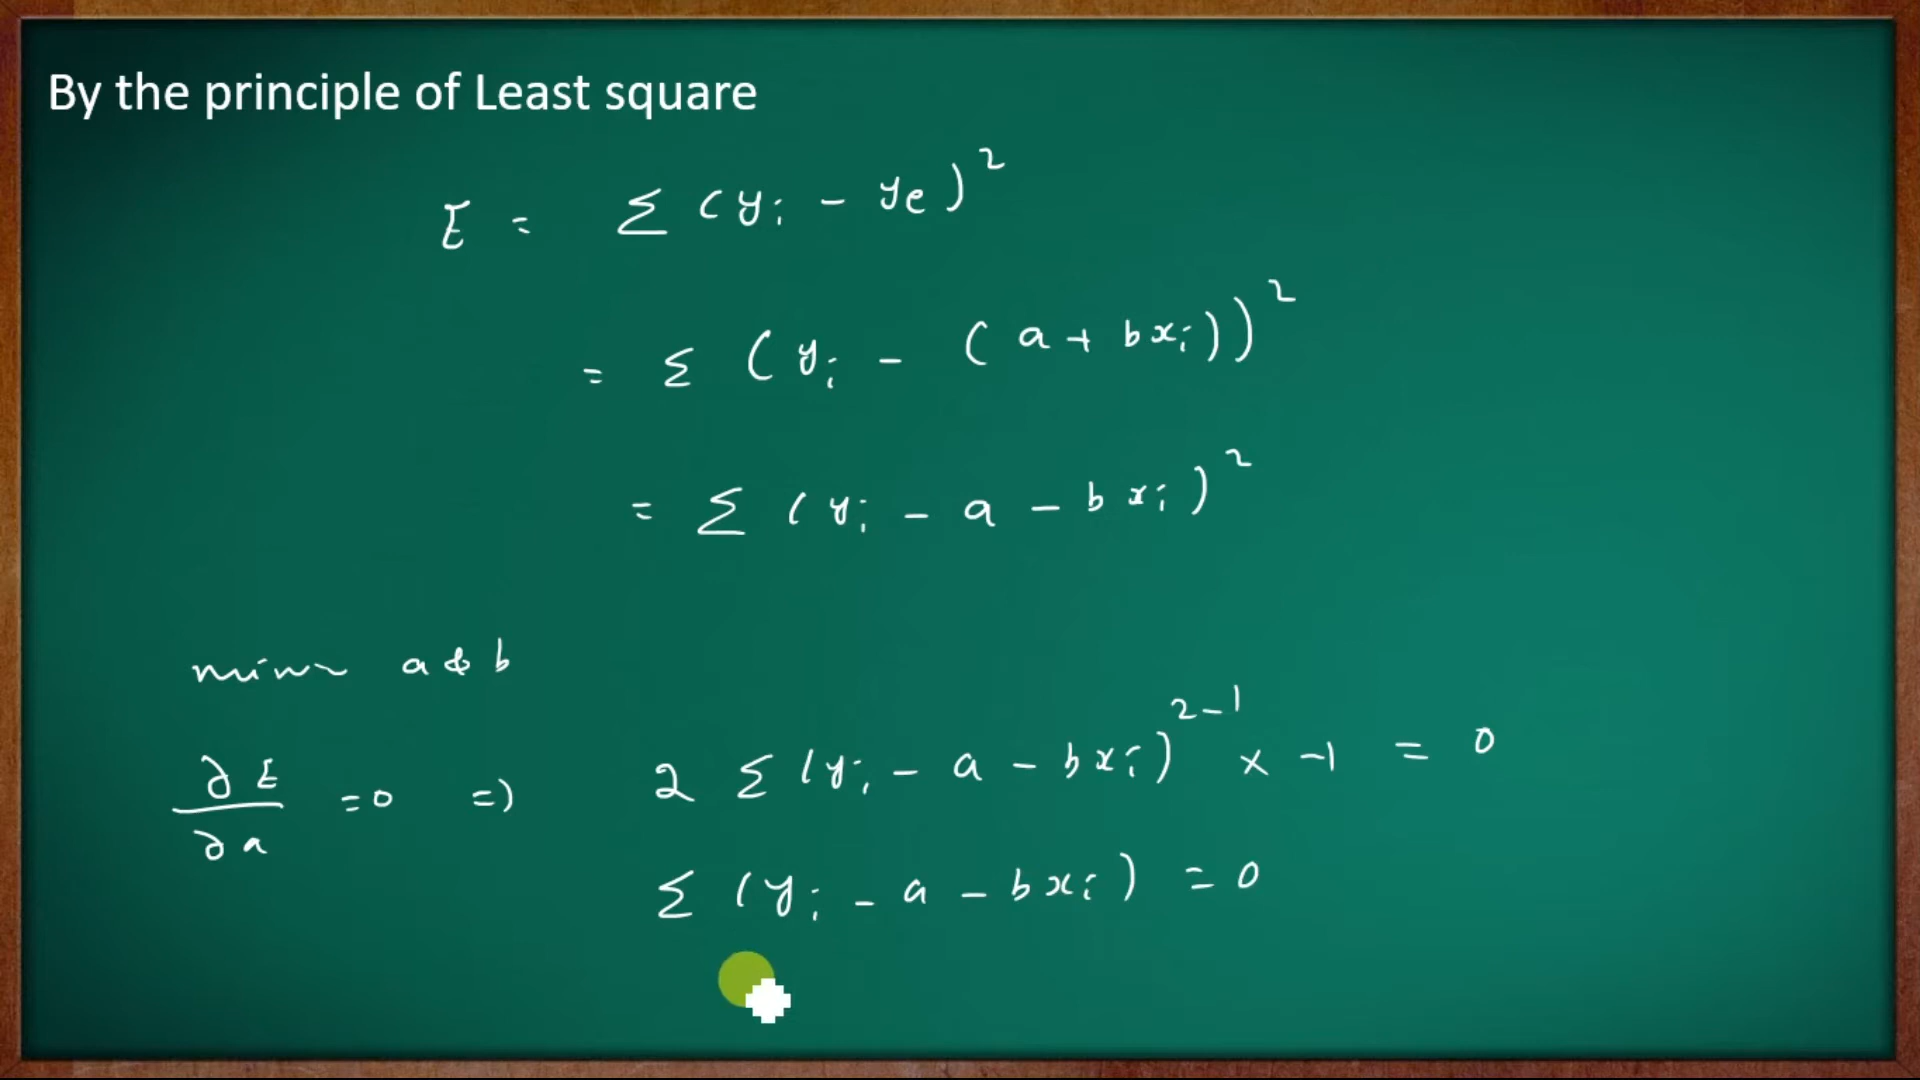 By the principle of Least square
E = Σ (yᵢ - yₑ)²
= Σ (yᵢ - (a + bxᵢ))²
= Σ (yᵢ - a - bxᵢ)²
a & b
∂E/∂a = 0 => 2 Σ (yᵢ - a - bxᵢ)²⁻¹ × -1 = 0
Σ (yᵢ - a - bxᵢ) = 0